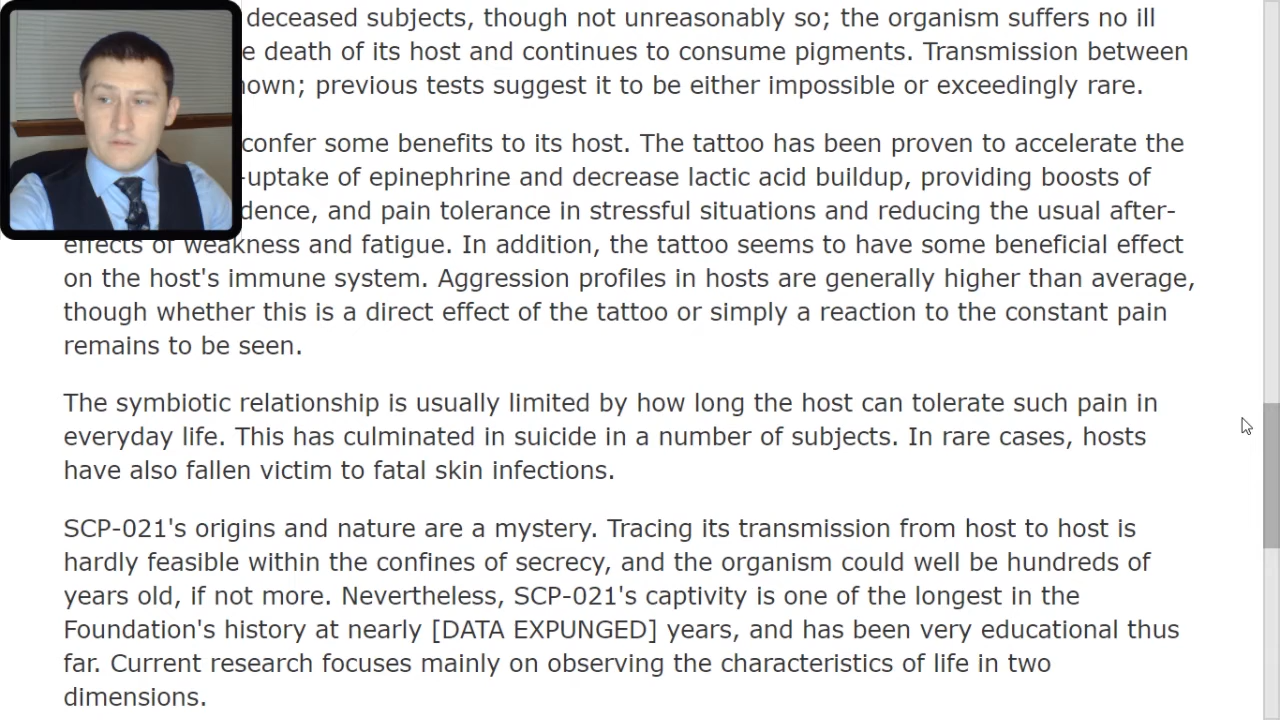 deceased subjects, though not unreasonably so; the organism suffers no ill
death of its host and continues to consume pigments. Transmission between
previous tests suggest it to be either impossible or exceedingly rare.
confer some benefits to its host. The tattoo has been proven to accelerate the
-uptake of epinephrine and decrease lactic acid buildup, providing boosts of
and pain tolerance in stressful situations and reducing the usual after-
effects of weakness and fatigue. In addition, the tattoo seems to have some beneficial effect
on the host's immune system. Aggression profiles in hosts are generally higher than average,
though whether this is a direct effect of the tattoo or simply a reaction to the constant pain
remains to be seen.
The symbiotic relationship is usually limited by how long the host can tolerate such pain in
everyday life. This has culminated in suicide in a number of subjects. In rare cases, hosts
have also fallen victim to fatal skin infections.
SCP-021's origins and nature are a mystery. Tracing its transmission from host to host is
hardly feasible within the confines of secrecy, and the organism could well be hundreds of
years old, if not more. Nevertheless, SCP-021's captivity is one of the longest in the
Foundation's history at nearly [DATA EXPUNGED] years, and has been very educational thus
far. Current research focuses mainly on observing the characteristics of life in two
dimensions.